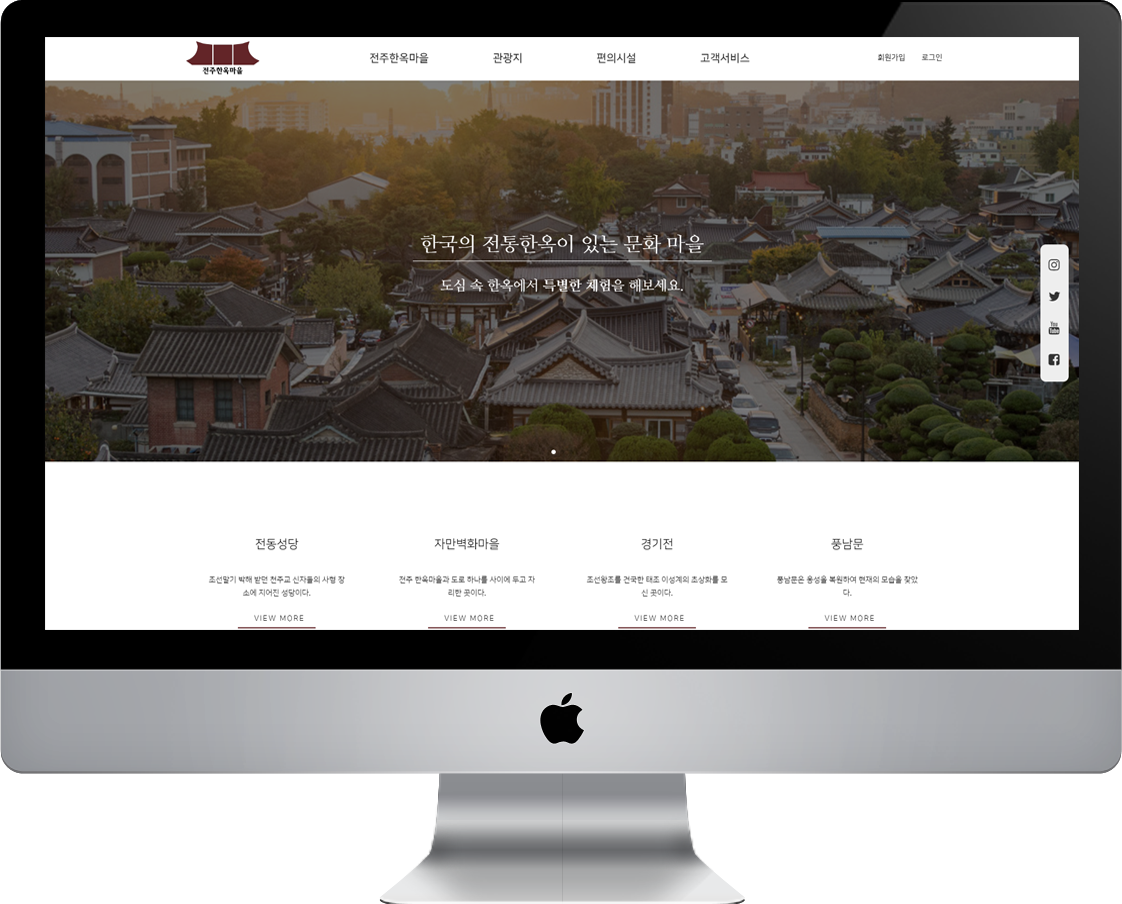 전주한옥마을
전주한옥마을 관광지 편의시설 고객서비스 회원가입 로그인
한국의 전통한옥이 있는 문화 마을
도심 속 한옥에서 특별한 체험을 해보세요.
You
Tube
전동성당 자만벽화마을 경기전 풍남문
조선말기 박해 받던 천주교 신자들의 사형 장 전주 한옥마을과 도로 하나를 사이에 두고 자 조선왕조를 건국한 태조 이성계의 초상화를 모 풍남문은 옹성을 복원하여 현재의 모습을 찾았
소에 지어진 성당이다. 리한 곳이다. 신 곳이다. 다.
VIEW MORE VIEW MORE VIEW MORE VIEW MORE